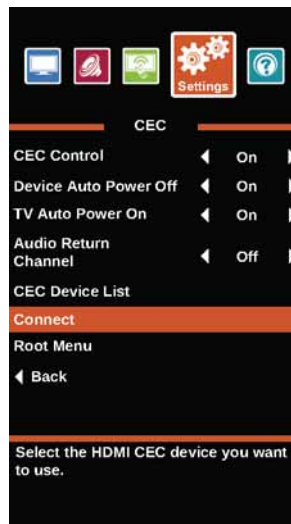 Settings
CEC
CEC Control On
Device Auto Power Off On
TV Auto Power On On
Audio Return
Channel Off
CEC Device List
Connect
Root Menu
Back
Select the HDMI CEC device you want
to use.